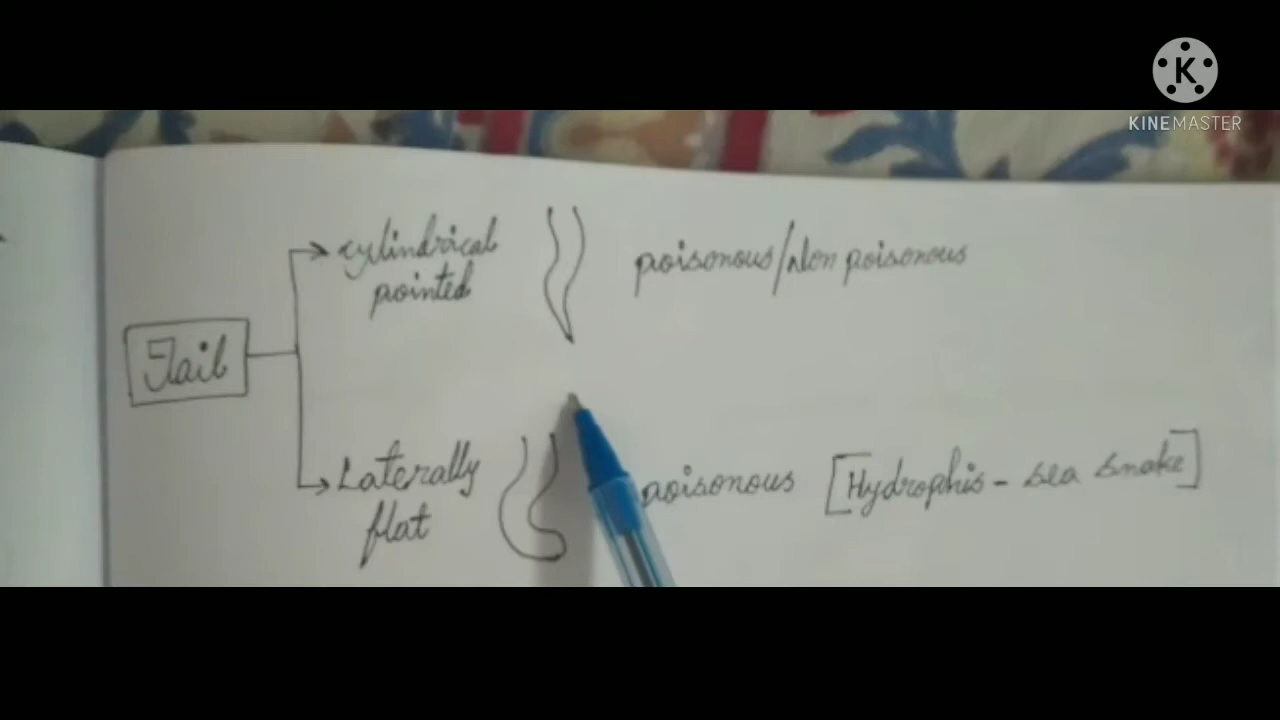 K
KINEMASTER
cylindrical
pointed
poisonous/Non poisonous
Tail
Laterally
flat
poisonous [Hydrophis - sea snake]